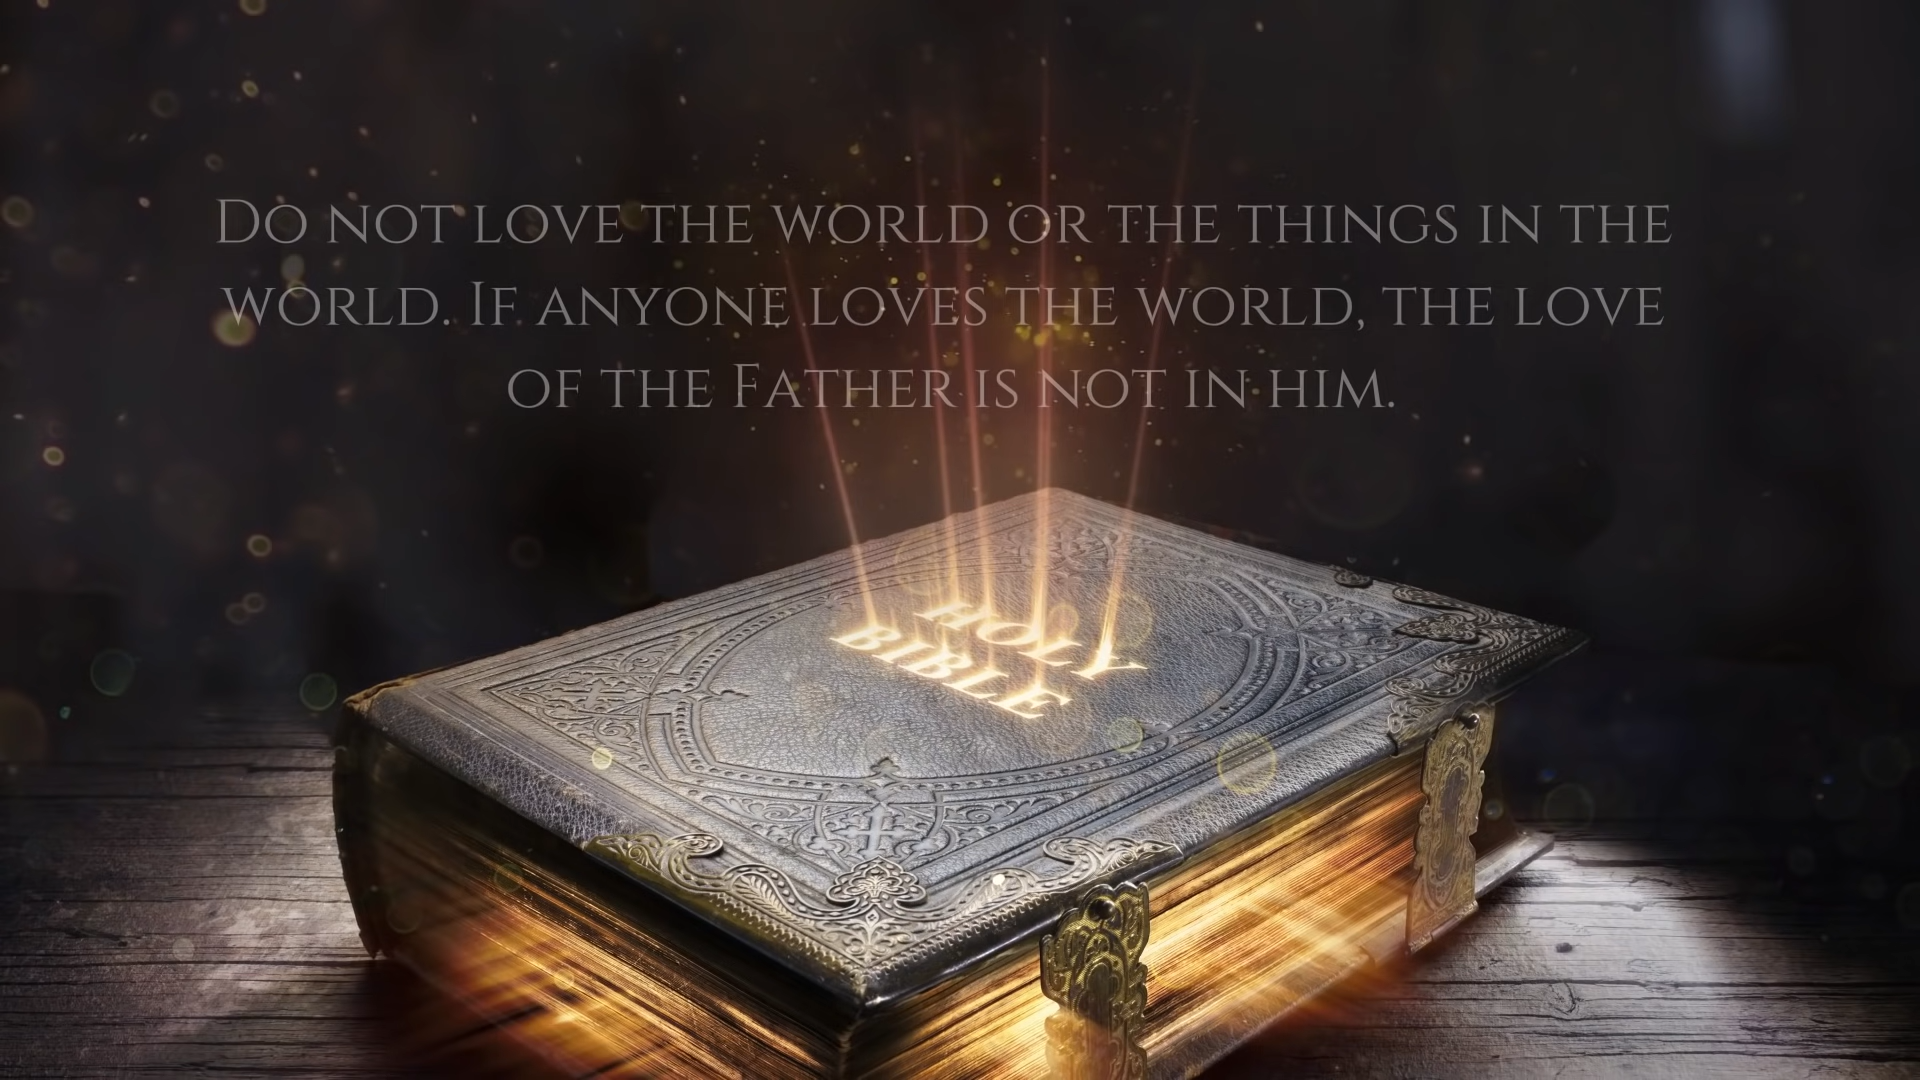 Do not love the world or the things in the
world. If anyone loves the world, the love
of the Father is not in him.
HOLY
BIBLE